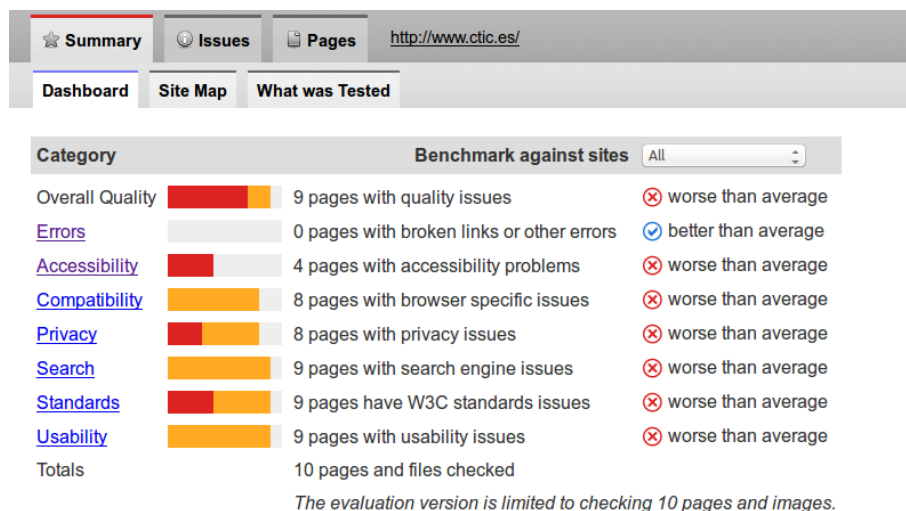 Summary Issues Pages http://www.ctic.es/
Dashboard Site Map What was Tested
Category Benchmark against sites All
Overall Quality 9 pages with quality issues worse than average
Errors 0 pages with broken links or other errors better than average
Accessibility 4 pages with accessibility problems worse than average
Compatibility 8 pages with browser specific issues worse than average
Privacy 8 pages with privacy issues worse than average
Search 9 pages with search engine issues worse than average
Standards 9 pages have W3C standards issues worse than average
Usability 9 pages with usability issues worse than average
Totals 10 pages and files checked
The evaluation version is limited to checking 10 pages and images.